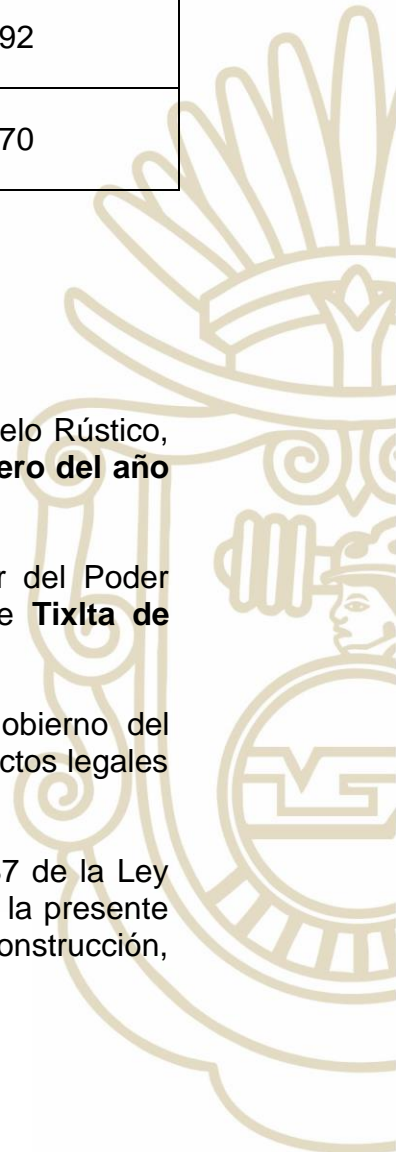 92
70
elo Rústico,
ero del año
r del Poder
e Tixlta de
obierno del
ctos legales
7 de la Ley
la presente
onstrucción,